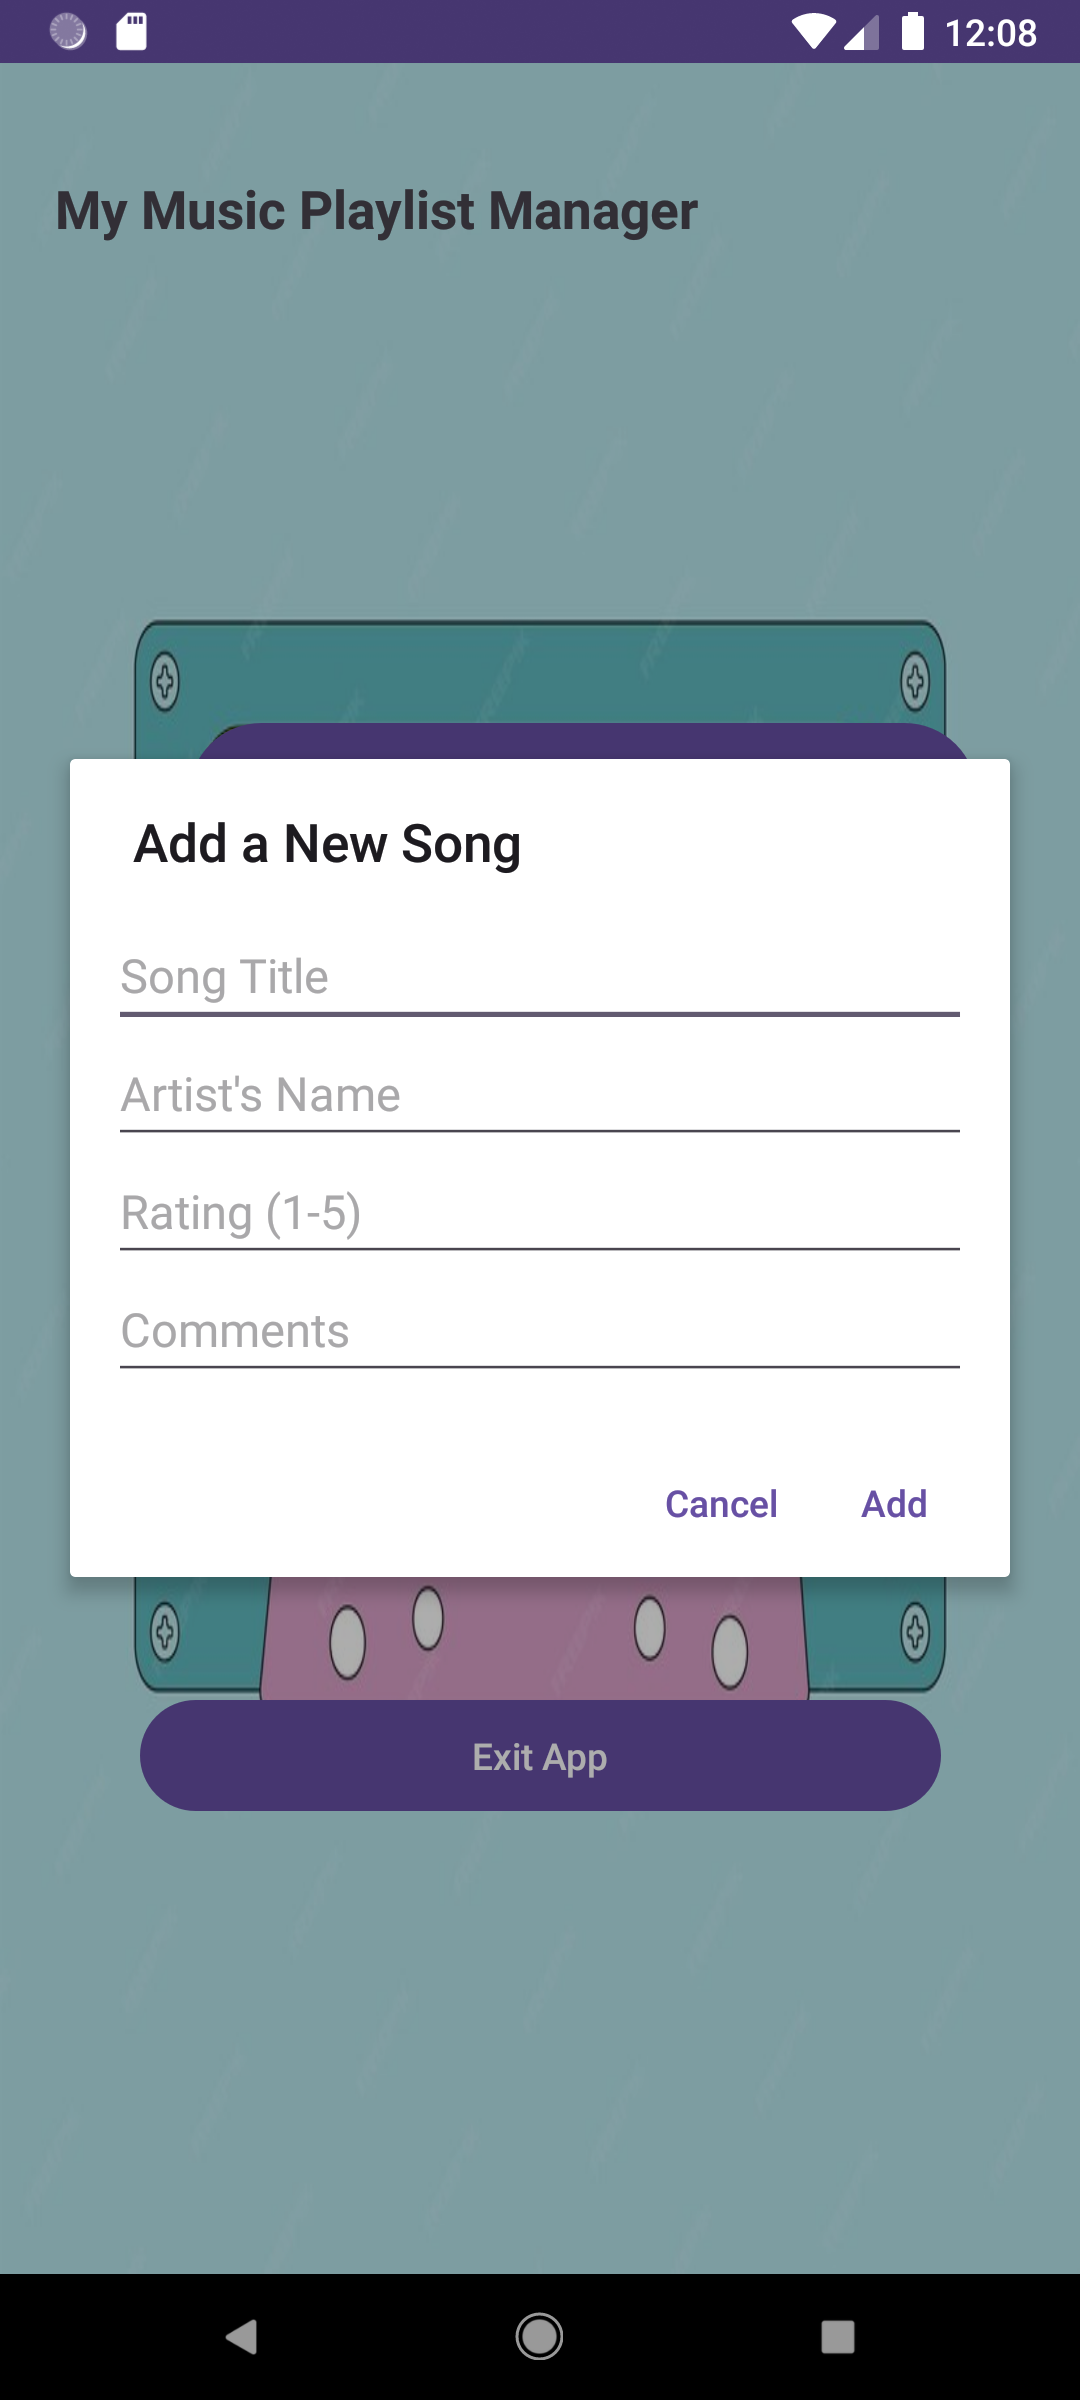 12:08
My Music Playlist Manager
Add a New Song
Song Title
Artist's Name
Rating (1-5)
Comments
Cancel Add
Exit App